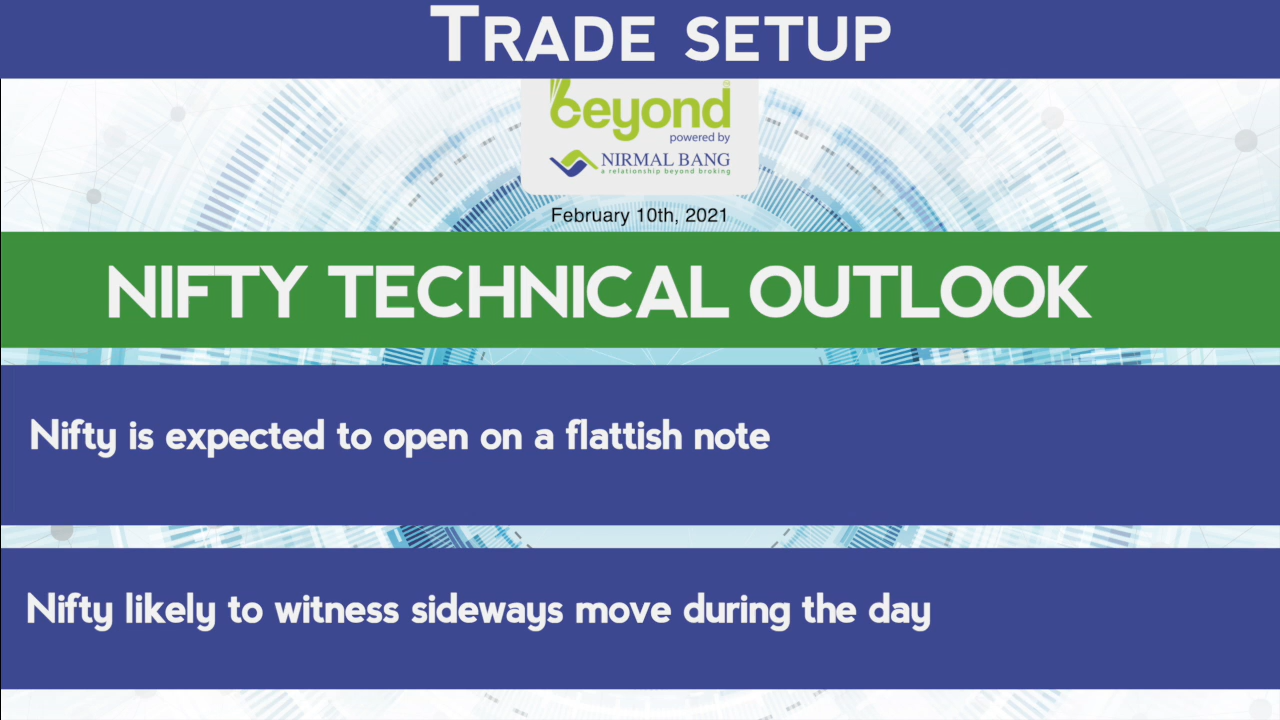 TRADE SETUP
beyond
powered by
NIRMAL BANG
a relationship beyond broking
February 10th, 2021
NIFTY TECHNICAL OUTLOOK
Nifty is expected to open on a flattish note
Nifty likely to witness sideways move during the day